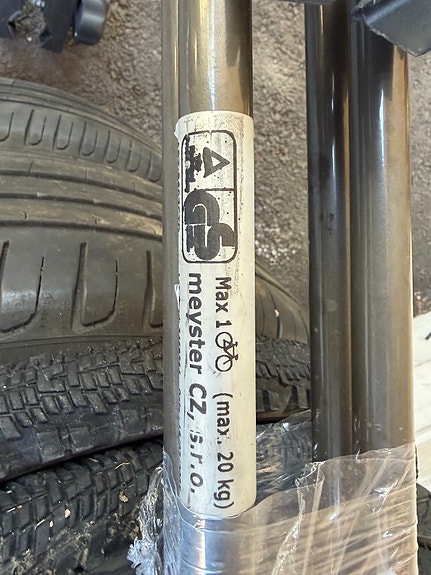 GS
Max 1 (max. 20 kg)
meyster CZ, s.r.o.